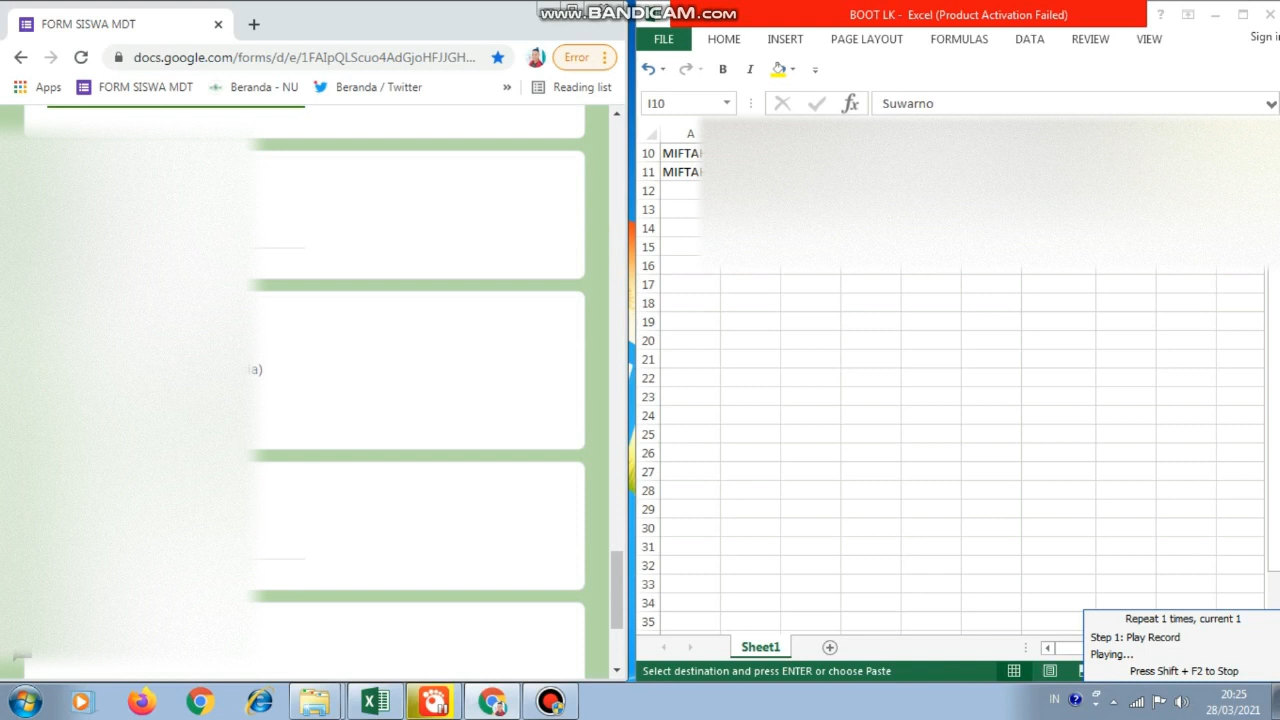 FORM SISWA MDT
docs.google.com/forms/d/e/1FAIpQLScuo4AdGjoHFJJGH...
Error
Apps
FORM SISWA MDT
Beranda - NU
Beranda / Twitter
»
Reading list
a)
www.BANDICAM.com
BOOT LK - Excel (Product Activation Failed)
?
FILE HOME INSERT PAGE LAYOUT FORMULAS DATA REVIEW VIEW
Sign in
B I
I10
fx
Suwarno
A
10 MIFTAH
11 MIFTAH
12
13
14
15
16
17
18
19
20
21
22
23
24
25
26
27
28
29
30
31
32
33
34
35
Sheet1
Select destination and press ENTER or choose Paste
Repeat 1 times, current 1
Step 1: Play Record
Playing...
Press Shift + F2 to Stop
IN
20:25
28/03/2021